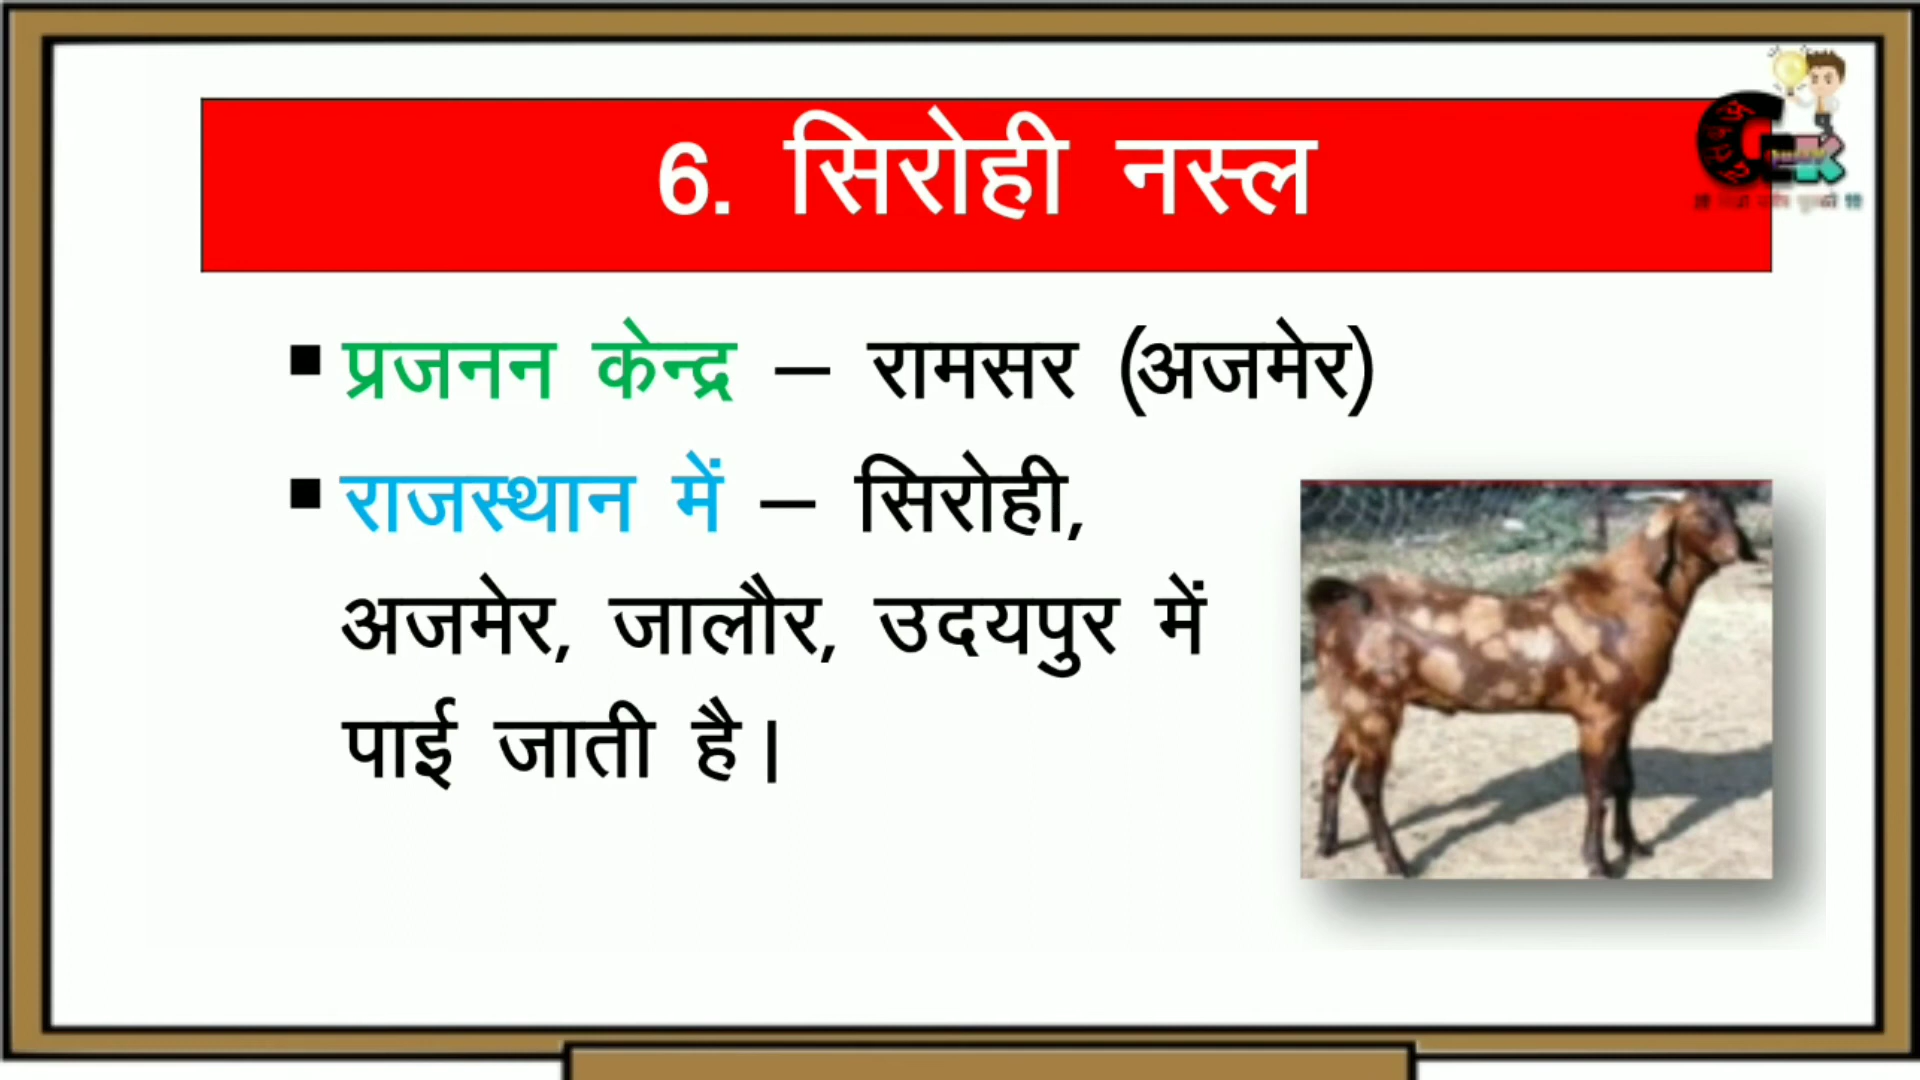 6. सिरोही नस्ल
▪ प्रजनन केन्द्र – रामसर (अजमेर)
▪ राजस्थान में – सिरोही,
अजमेर, जालौर, उदयपुर में
पाई जाती है।